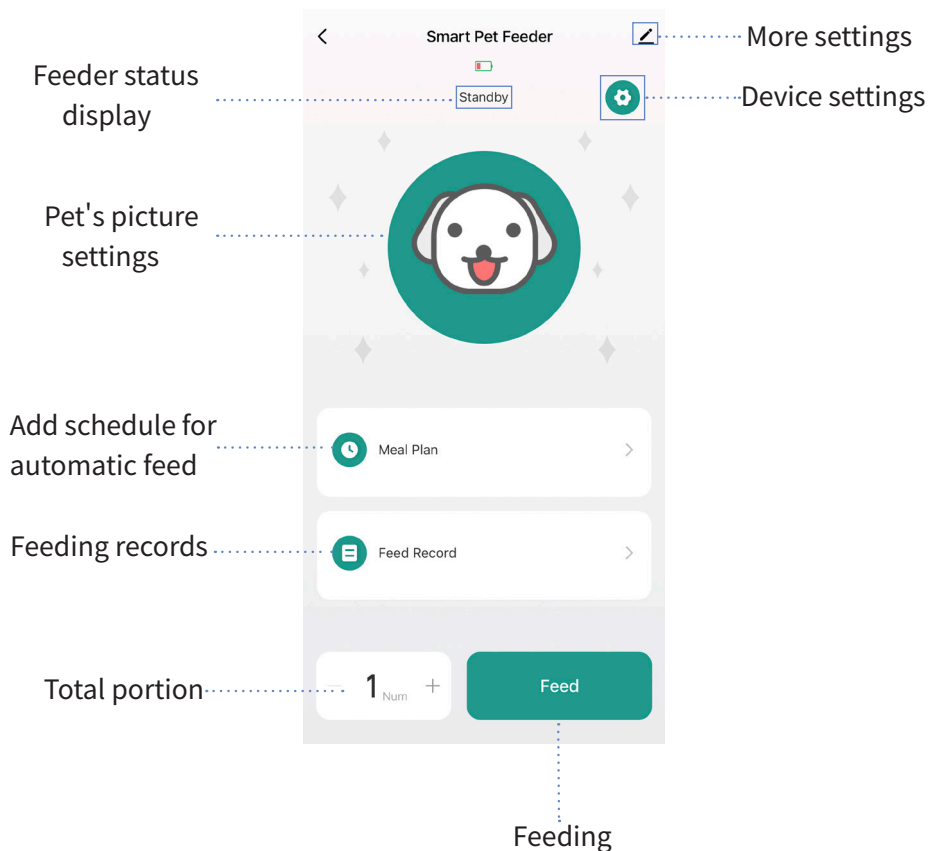 Smart Pet Feeder
More settings
Feeder status
display
Standby
Device settings
Pet's picture
settings
Add schedule for
automatic feed
Meal Plan
Feeding records
Feed Record
Total portion
1 Num +
Feed
Feeding